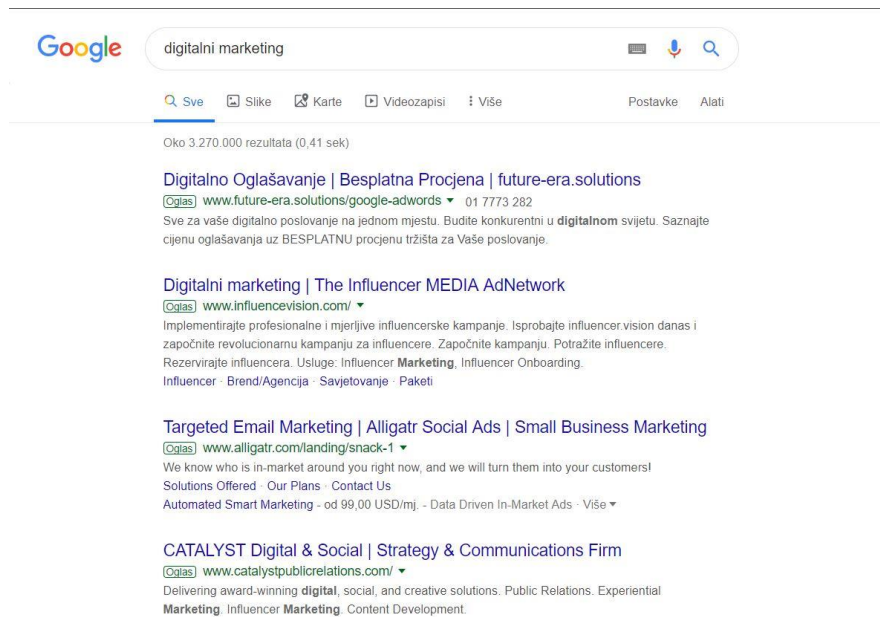 Google digitalni marketing
Sve Slike Karte Videozapisi Više Postavke Alati
Oko 3.270.000 rezultata (0,41 sek)
Digitalno Oglašavanje | Besplatna Procjena | future-era.solutions
Oglas www.future-era.solutions/google-adwords ▼ 01 7773 282
Sve za vaše digitalno poslovanje na jednom mjestu. Budite konkurentni u digitalnom svijetu. Saznajte
cijenu oglašavanja uz BESPLATNU procjenu tržišta za Vaše poslovanje.
Digitalni marketing | The Influencer MEDIA AdNetwork
Oglas www.influencevision.com/ ▼
Implementirajte profesionalne i mjerljive influencerske kampanje. Isprobajte influencer.vision danas i
započnite revolucionarnu kampanju za influencere. Započnite kampanju. Potražite influencere.
Rezervirajte influencera. Usluge: Influencer Marketing, Influencer Onboarding.
Influencer · Brend/Agencija · Savjetovanje · Paketi
Targeted Email Marketing | Alligatr Social Ads | Small Business Marketing
Oglas www.alligatr.com/landing/snack-1 ▼
We know who is in-market around you right now, and we will turn them into your customers!
Solutions Offered · Our Plans · Contact Us
Automated Smart Marketing - od 99,00 USD/mj. - Data Driven In-Market Ads · Više ▼
CATALYST Digital & Social | Strategy & Communications Firm
Oglas www.catalystpublicrelations.com/ ▼
Delivering award-winning digital, social, and creative solutions. Public Relations. Experiential
Marketing. Influencer Marketing. Content Development.